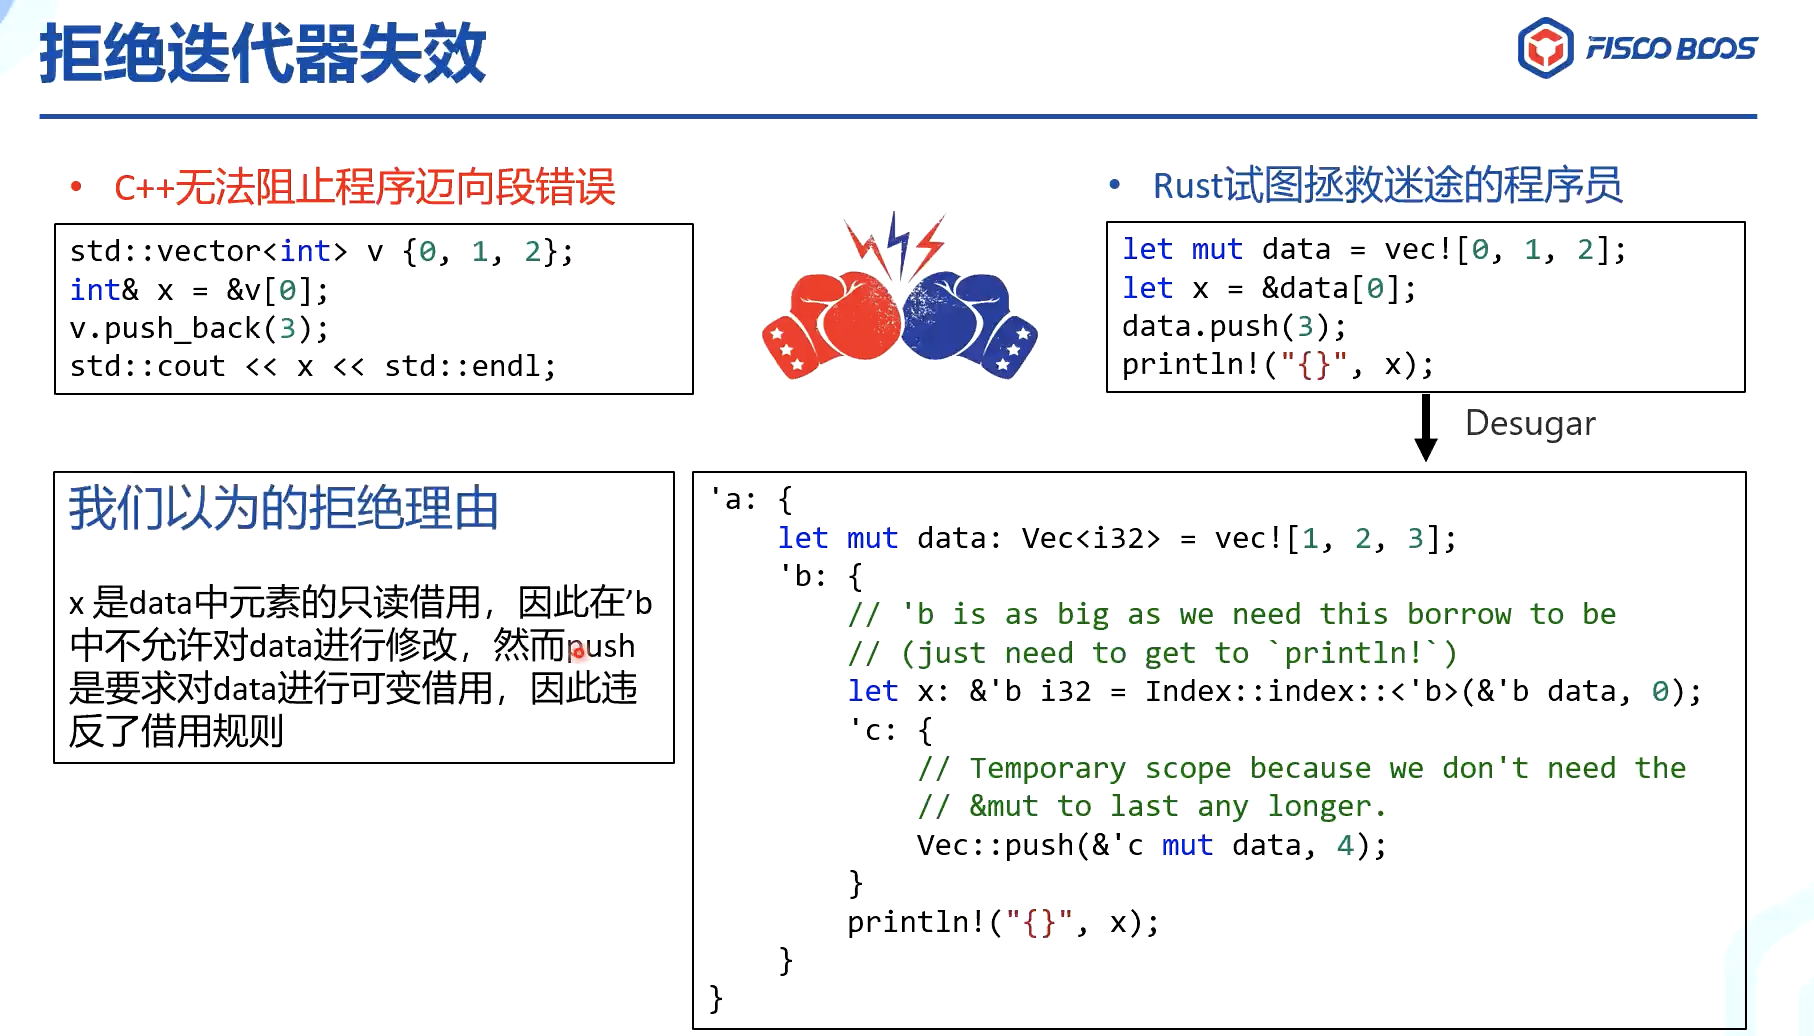 拒绝迭代器失效
FISCO BCOS
• C++无法阻止程序迈向段错误
std::vector<int> v {0, 1, 2};
int& x = &v[0];
v.push_back(3);
std::cout << x << std::endl;
• Rust试图拯救迷途的程序员
let mut data = vec![0, 1, 2];
let x = &data[0];
data.push(3);
println!("{}", x);
Desugar
我们以为的拒绝理由
x 是data中元素的只读借用，因此在’b
中不允许对data进行修改，然而push
是要求对data进行可变借用，因此违
反了借用规则
'a: {
let mut data: Vec<i32> = vec![1, 2, 3];
'b: {
// 'b is as big as we need this borrow to be
// (just need to get to `println!`)
let x: &'b i32 = Index::index::<'b>(&'b data, 0);
'c: {
// Temporary scope because we don't need the
// &mut to last any longer.
Vec::push(&'c mut data, 4);
}
println!("{}", x);
}
}